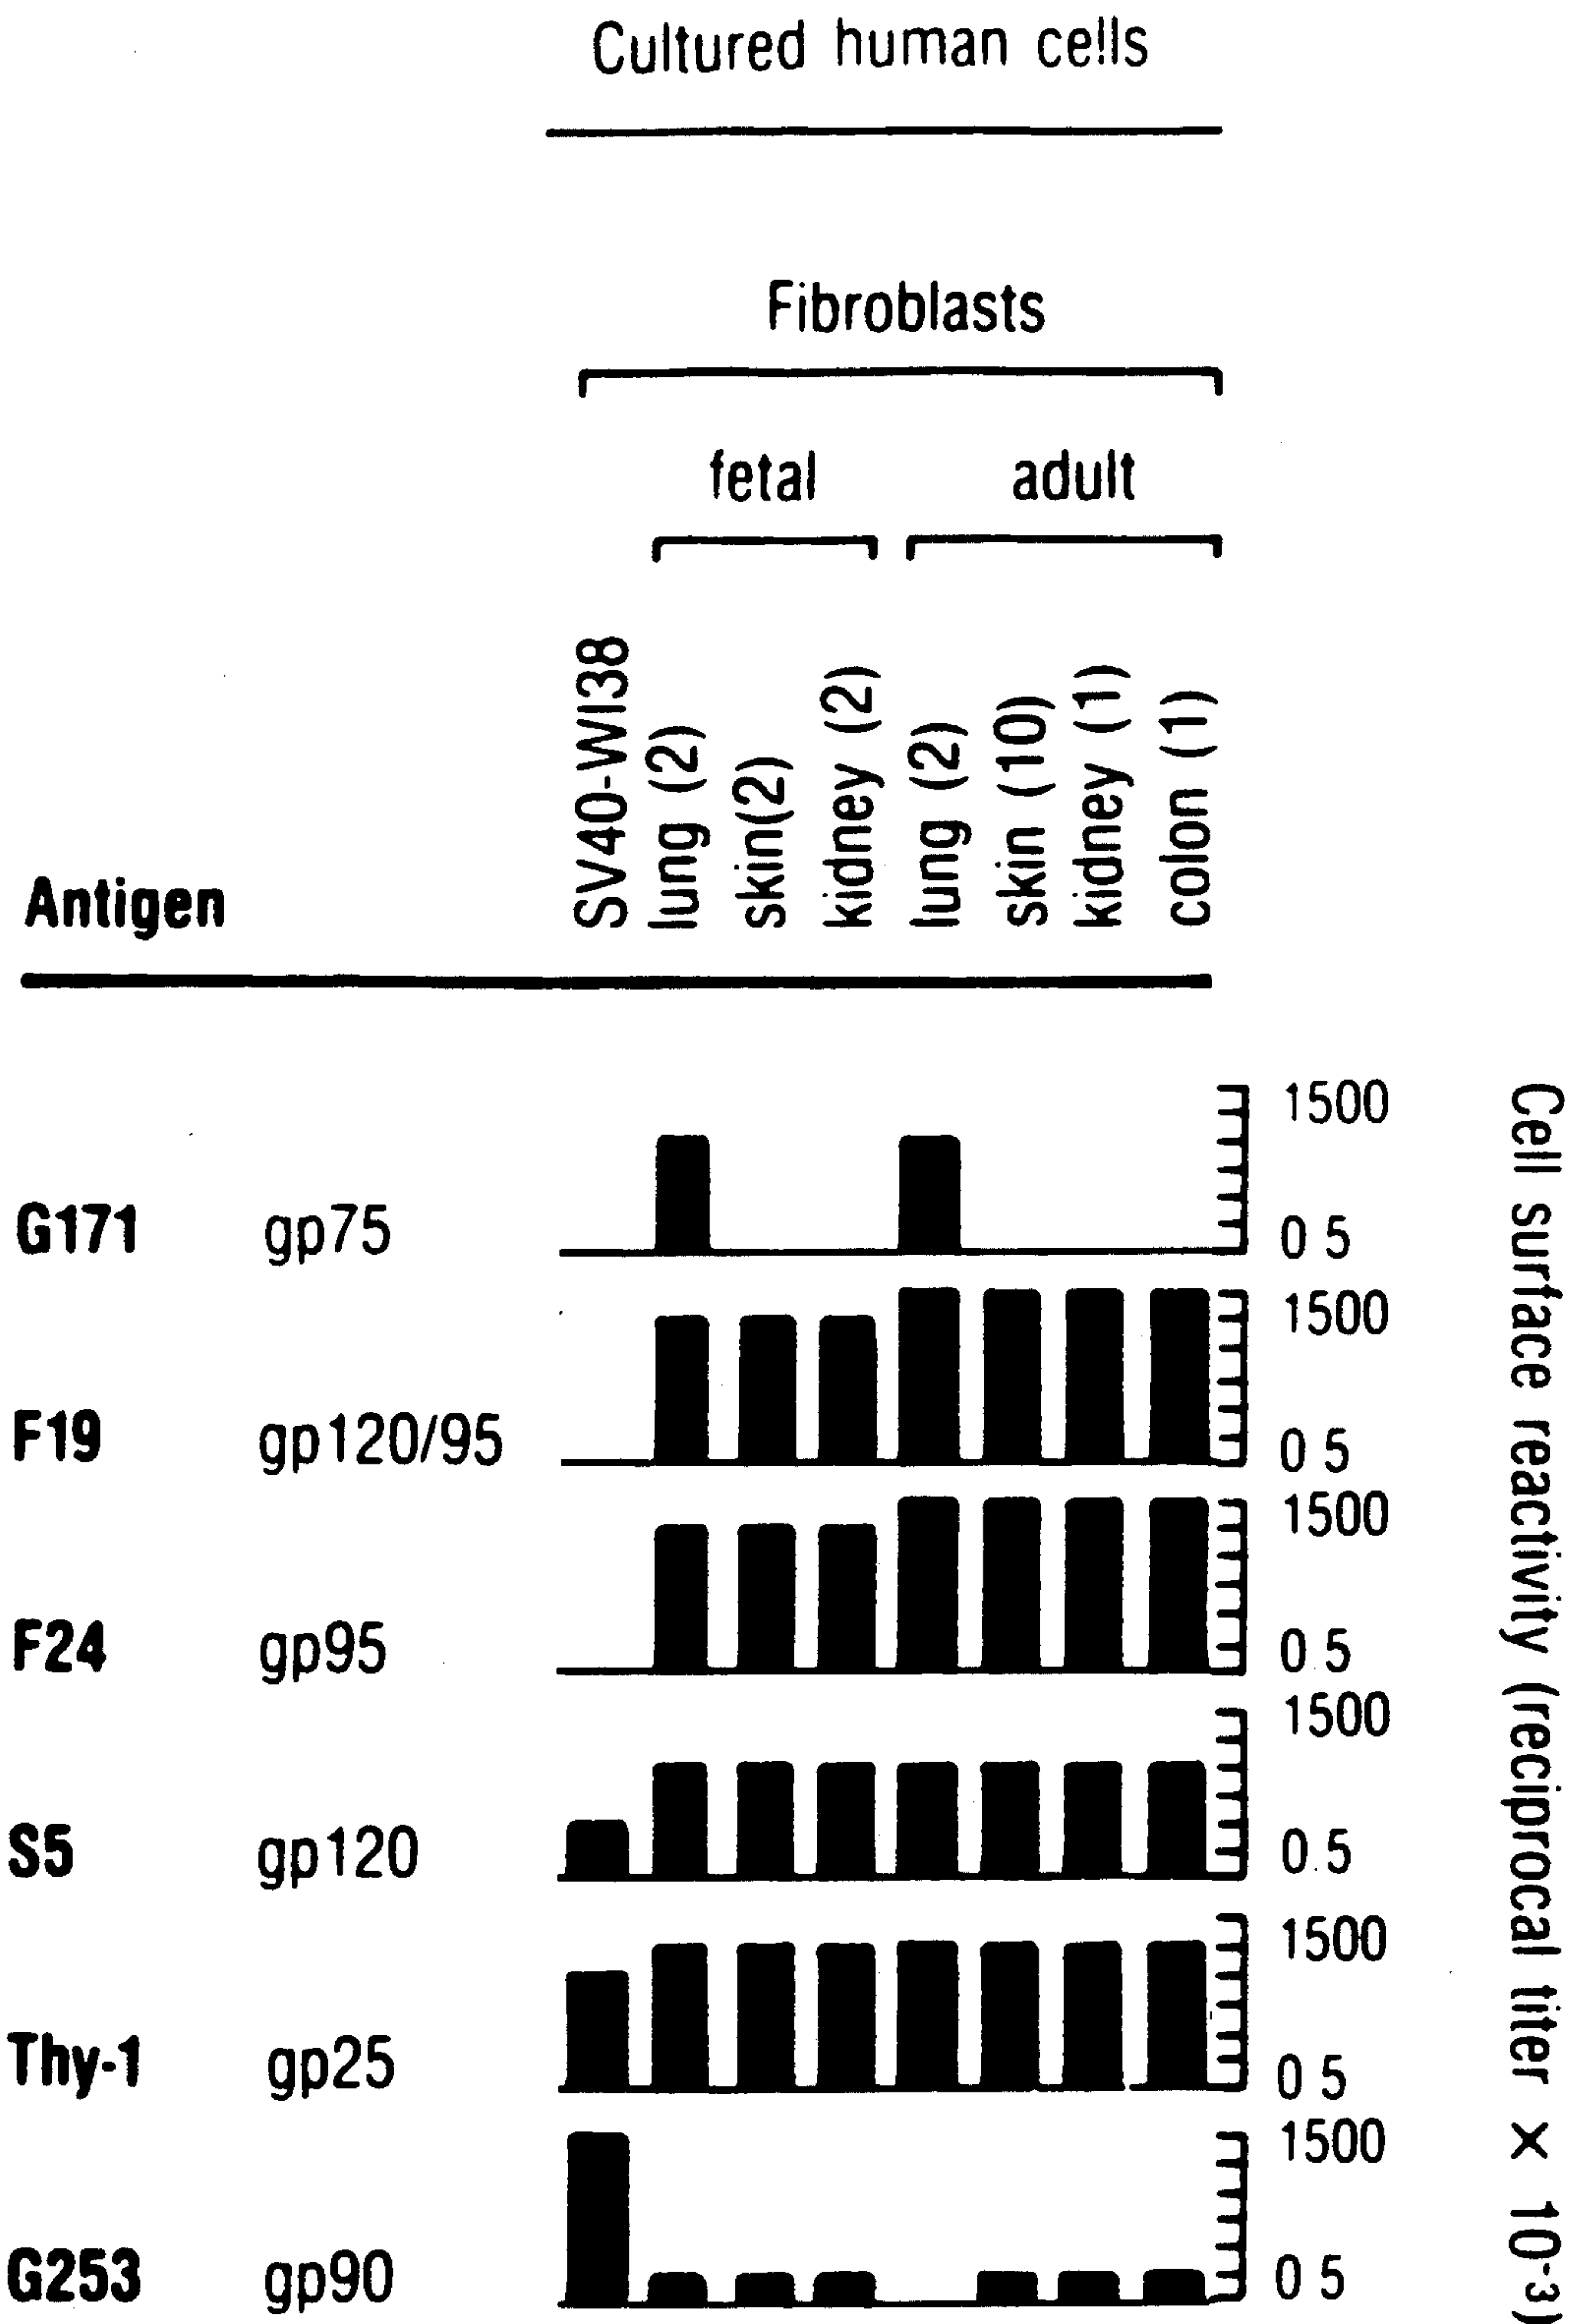 Cultured human cells
Fibroblasts
fetal adult
SV40-WI38
lung (2)
skin(2)
kidney (2)
lung (2)
skin (10)
kidney (1)
colon (1)
Antigen
1500
G171 gp75 0 5
1500
F19 gp120/95 0 5
1500
F24 gp95 0.5
1500
S5 gp120 0.5
1500
Thy-1 gp25 0 5
1500
G253 gp90 0 5
Cell surface reactivity (reciprocal titer × 10-3)